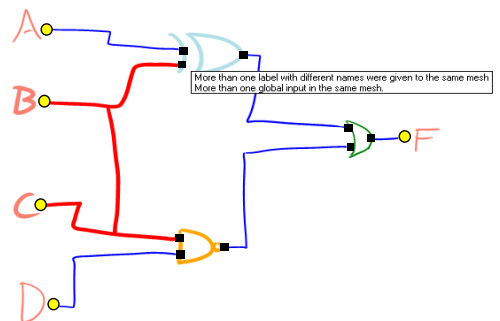 A
B
More than one label with different names were given to the same mesh
More than one global input in the same mesh.
F
C
D